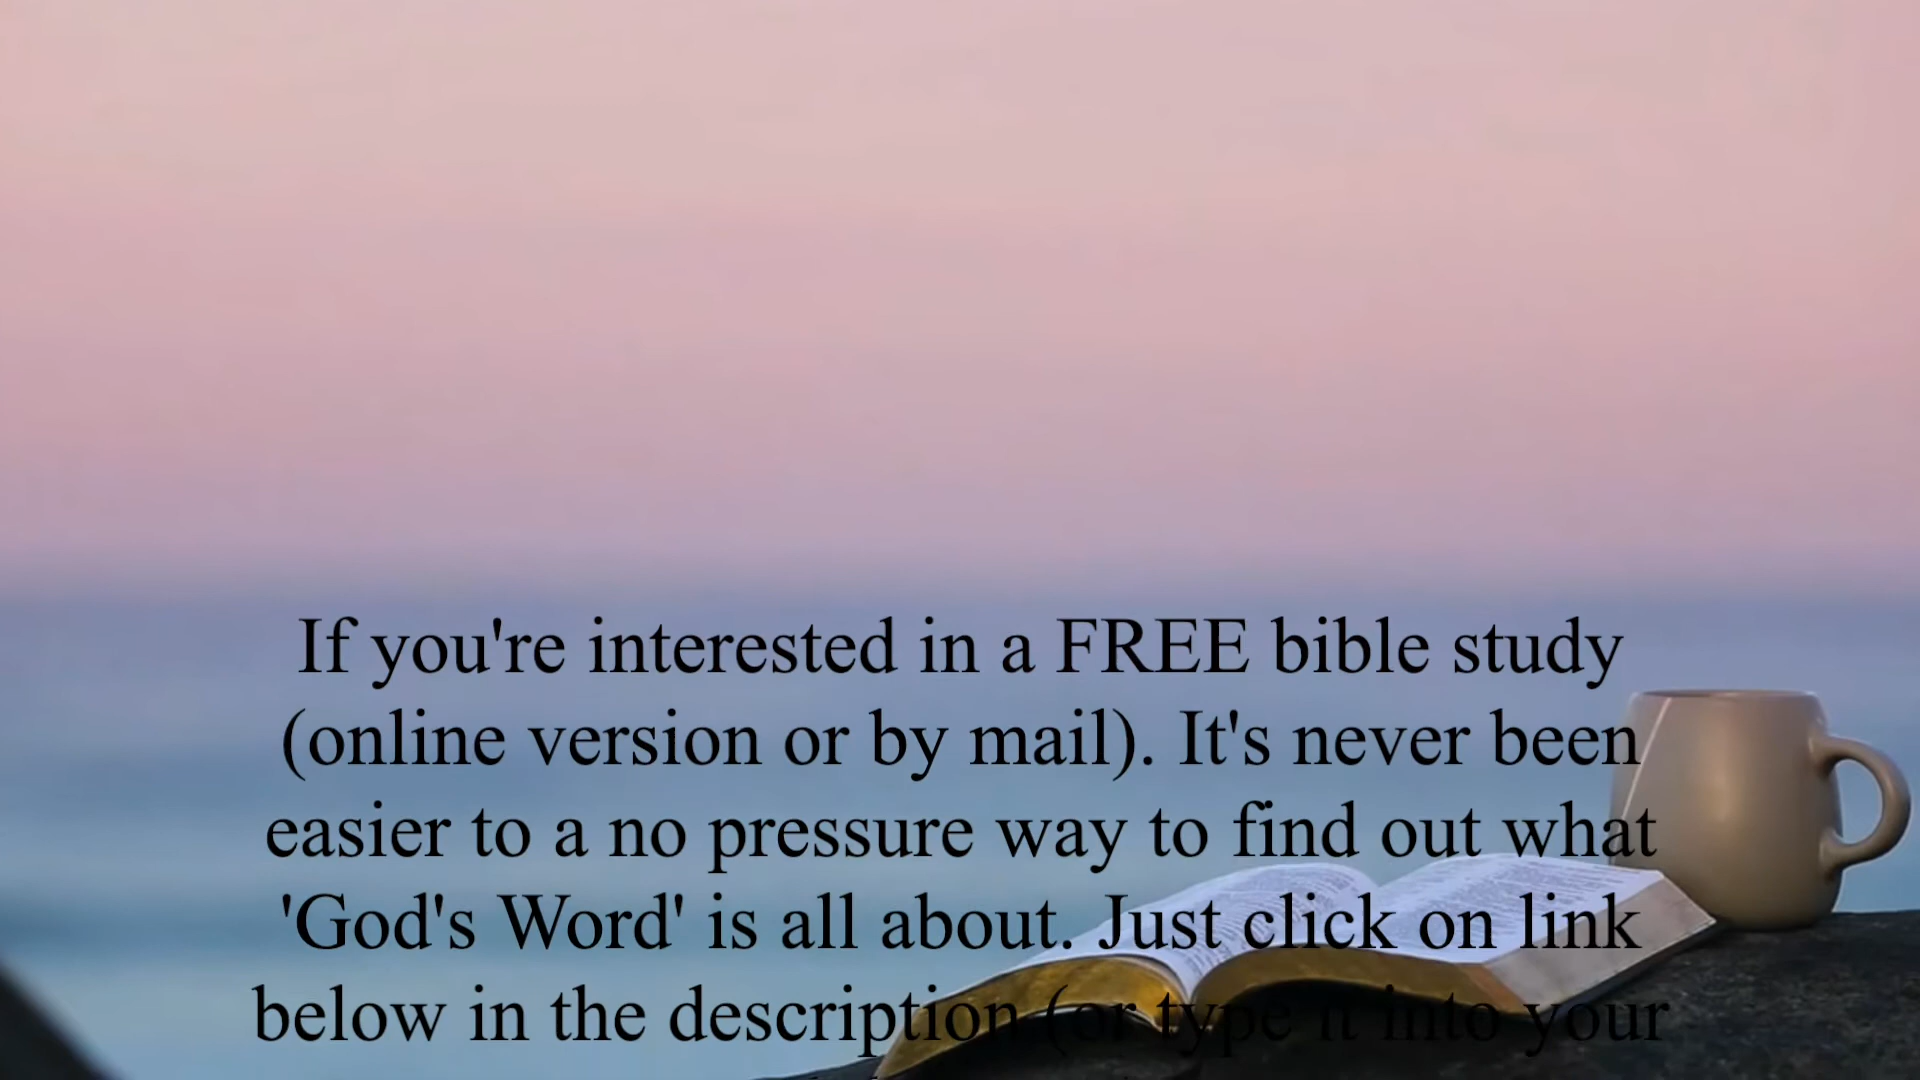 If you're interested in a FREE bible study
(online version or by mail). It's never been
easier to a no pressure way to find out what
'God's Word' is all about. Just click on link
below in the description (or type it into your